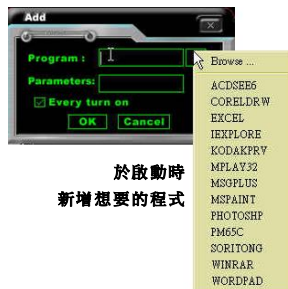 Add
Program :
Parameters:
Every turn on
OK Cancel
Browse ...
ACDSEE6
CORELDRW
EXCEL
IEXPLORE
KODAKPRV
MPLAY32
MSGPLUS
MSPAINT
PHOTOSHP
PM65C
SORITONG
WINRAR
WORDPAD
於啟動時
新增想要的程式